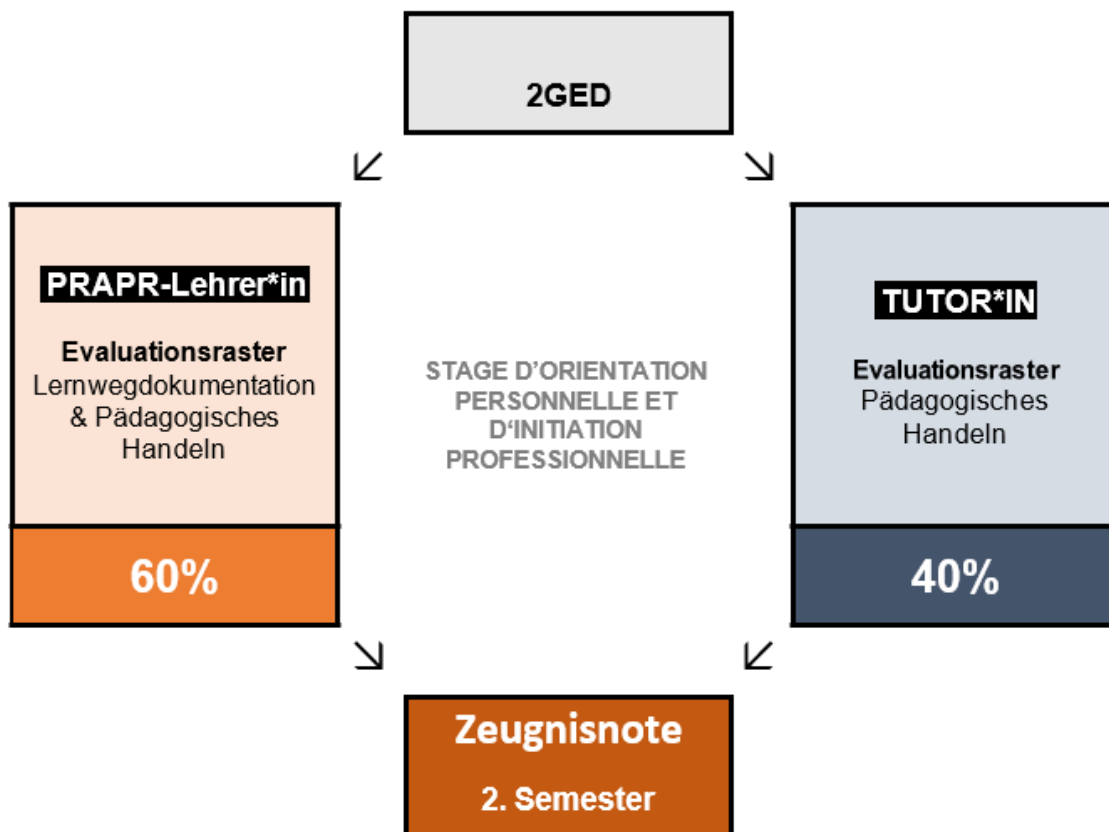 2GED
PRAPR-Lehrer*in
Evaluationsraster
Lernwegdokumentation
& Pädagogisches
Handeln
60%
STAGE D’ORIENTATION
PERSONNELLE ET
D‘INITIATION
PROFESSIONNELLE
TUTOR*IN
Evaluationsraster
Pädagogisches
Handeln
40%
Zeugnisnote
2. Semester